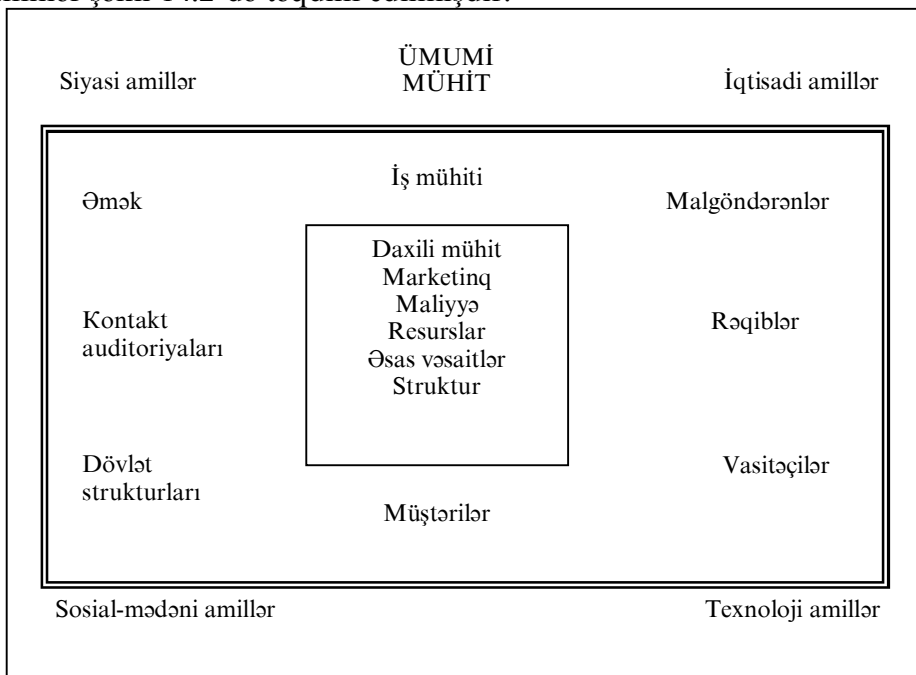 ÜMUMİ
MÜHİT
Siyasi amillər
İqtisadi amillər
İş mühiti
Əmək
Malgöndərənlər
Daxili mühit
Marketinq
Maliyyə
Resurslar
Əsas vəsaitlər
Struktur
Kontakt
auditoriyaları
Rəqiblər
Dövlət
strukturları
Vasitəçilər
Müştərilər
Sosial-mədəni amillər
Texnoloji amillər